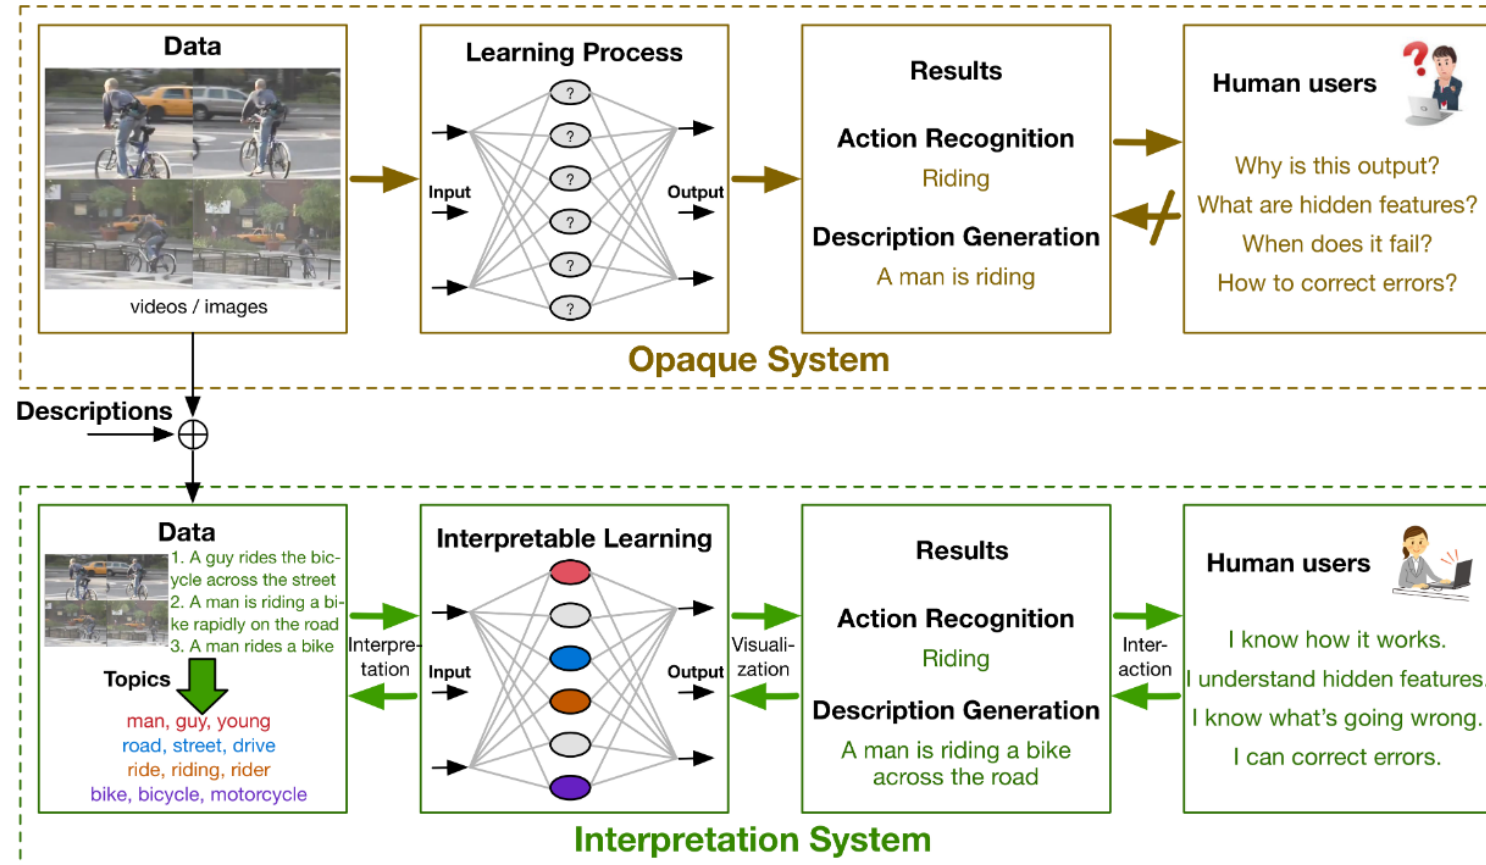 Data
videos / images
Learning Process
?
?
?
?
?
?
Input
Output
Results
Action Recognition
Riding
Description Generation
A man is riding
Human users
?
Why is this output?
What are hidden features?
When does it fail?
How to correct errors?
Opaque System
Descriptions
Data
1. A guy rides the bic-
ycle across the street
2. A man is riding a bi-
ke rapidly on the road
3. A man rides a bike
Topics
man, guy, young
road, street, drive
ride, riding, rider
bike, bicycle, motorcycle
Interpre-
tation
Interpretable Learning
Input
Output
Visuali-
zation
Results
Action Recognition
Riding
Description Generation
A man is riding a bike
across the road
Inter-
action
Human users
I know how it works.
I understand hidden features.
I know what's going wrong.
I can correct errors.
Interpretation System